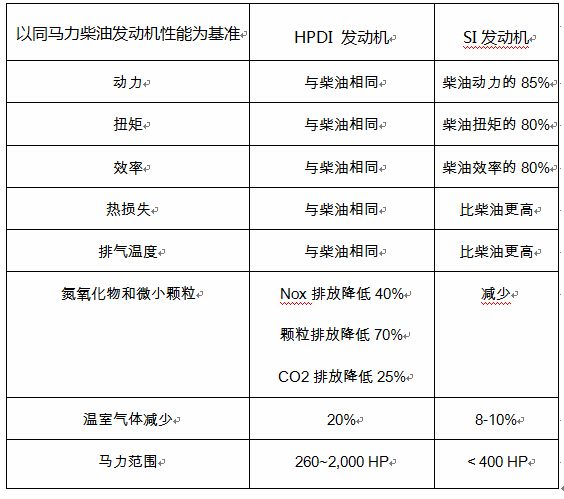 以同马力柴油发动机性能为基准 HPDI 发动机 SI 发动机
动力 与柴油相同 柴油动力的 85%
扭矩 与柴油相同 柴油扭矩的 80%
效率 与柴油相同 柴油效率的 80%
热损失 与柴油相同 比柴油更高
排气温度 与柴油相同 比柴油更高
氮氧化物和微小颗粒 Nox 排放降低 40% 减少
颗粒排放降低 70%
CO2 排放降低 25%
温室气体减少 20% 8-10%
马力范围 260~2,000 HP ＜400 HP